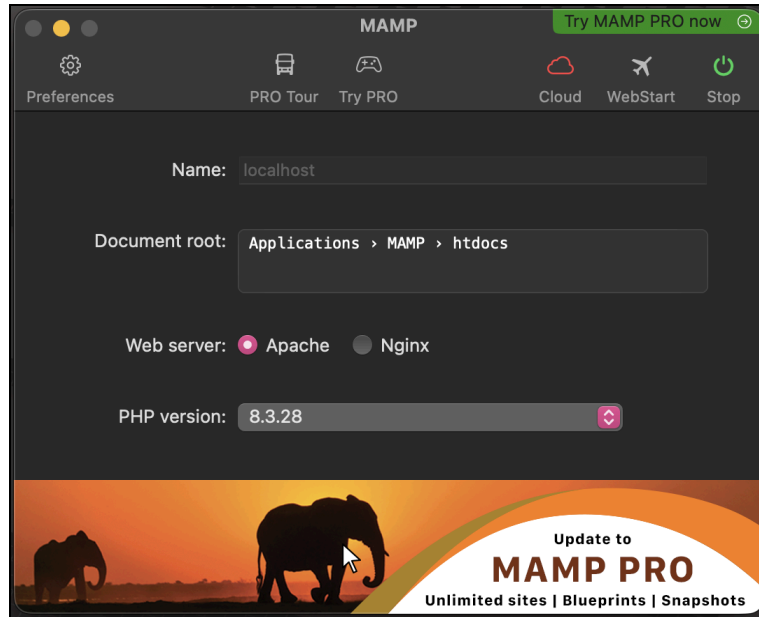 MAMP
Try MAMP PRO now
Preferences
PRO Tour
Try PRO
Cloud
WebStart
Stop
Name: localhost
Document root: Applications › MAMP › htdocs
Web server: Apache Nginx
PHP version: 8.3.28
Update to
MAMP PRO
Unlimited sites | Blueprints | Snapshots